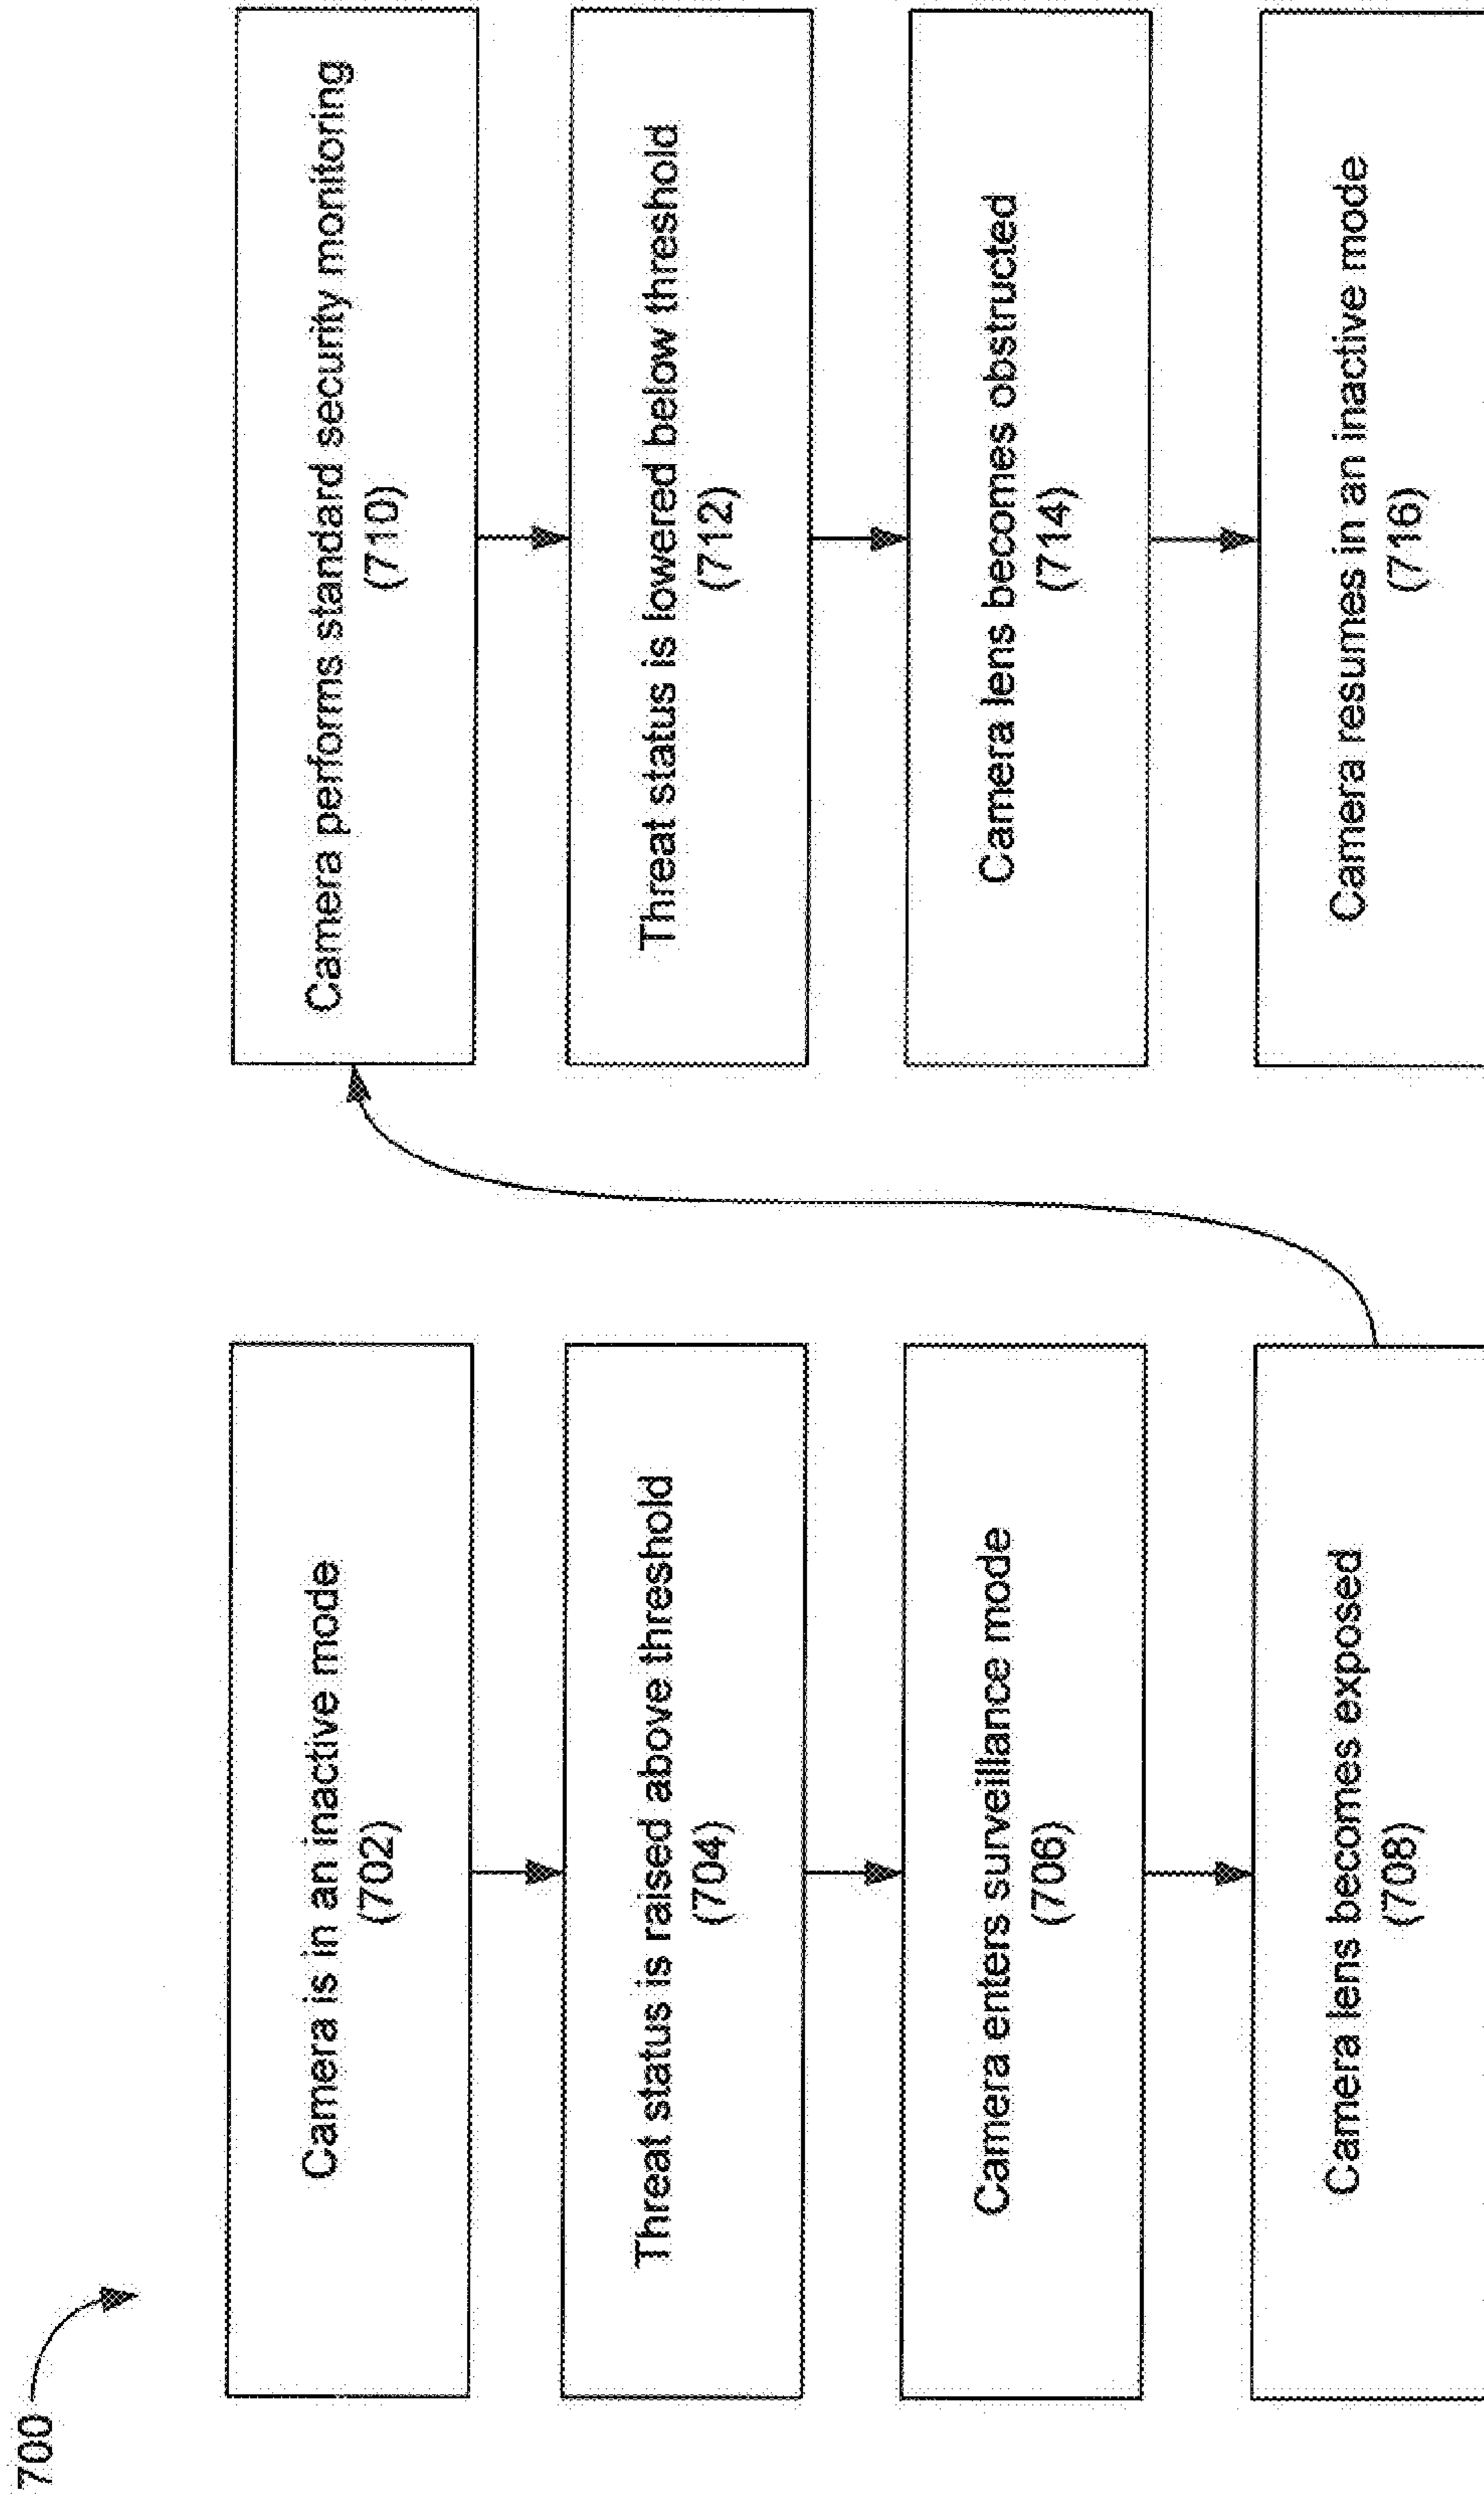 700
Camera is in an inactive mode
(702)
Threat status is raised above threshold
(704)
Camera enters surveillance mode
(706)
Camera lens becomes exposed
(708)
Camera performs standard security monitoring
(710)
Threat status is lowered below threshold
(712)
Camera lens becomes obstructed
(714)
Camera resumes in an inactive mode
(716)